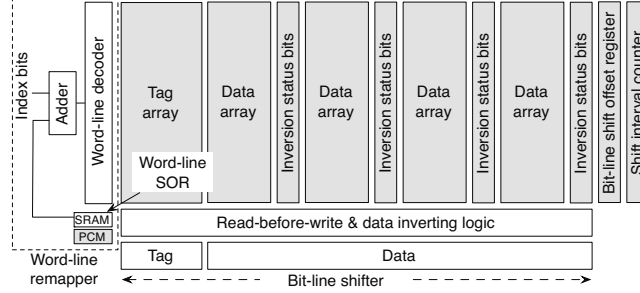 Index bits
Adder
Word-line decoder
Tag
array
Data
array
Inversion status bits
Data
array
Inversion status bits
Data
array
Inversion status bits
Data
array
Inversion status bits
Bit-line shift offset register
Shift interval counter
Word-line
SOR
SRAM
PCM
Read-before-write & data inverting logic
Word-line
remapper
Tag
Data
Bit-line shifter